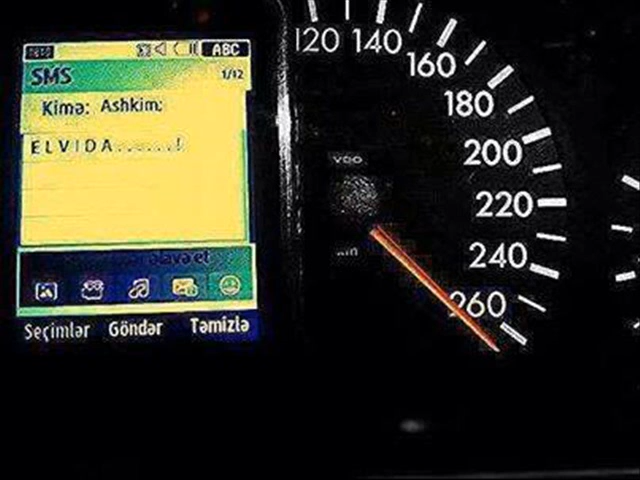 ABC
SMS
1/12
Kimə: Ashkim:
ELVIDA......!
əlavə et
Seçimlər Göndər Təmizlə
120
140
160
180
200
220
240
260
VDO